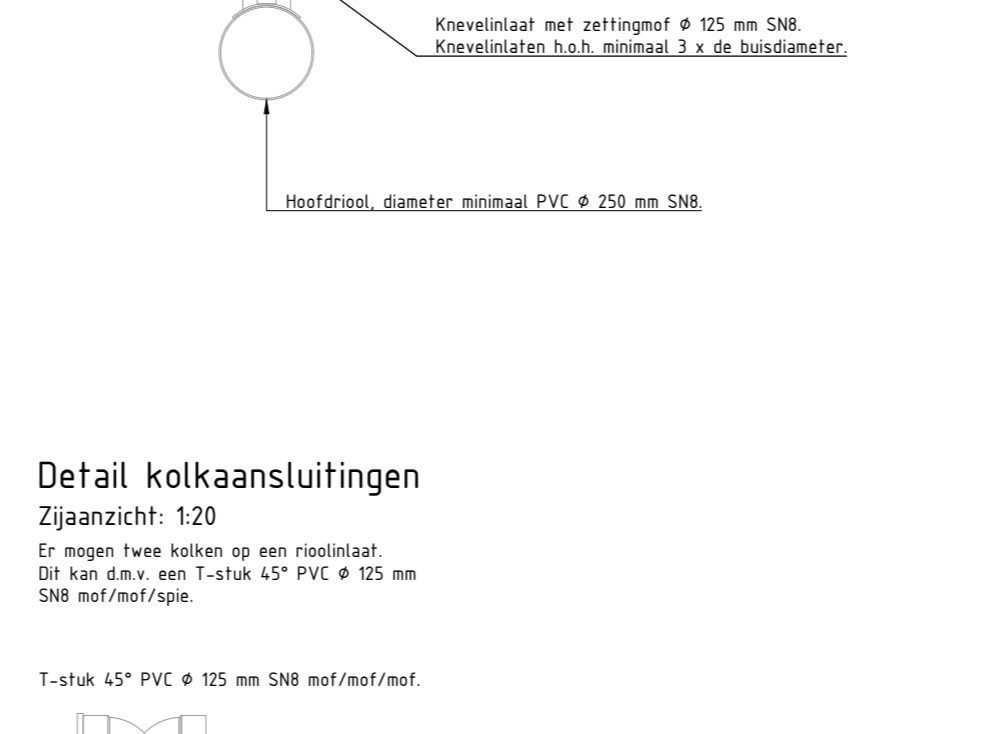 Knevelinlaat met zettingmof ϕ 125 mm SN8.
Knevelinlaten h.o.h. minimaal 3 x de buisdiameter.
Hoofdriool, diameter minimaal PVC ϕ 250 mm SN8.
Detail kolkaansluitingen
Zijaanzicht: 1:20
Er mogen twee kolken op een rioolinlaat.
Dit kan d.m.v. een T-stuk 45° PVC ϕ 125 mm
SN8 mof/mof/spie.
T-stuk 45° PVC ϕ 125 mm SN8 mof/mof/mof.